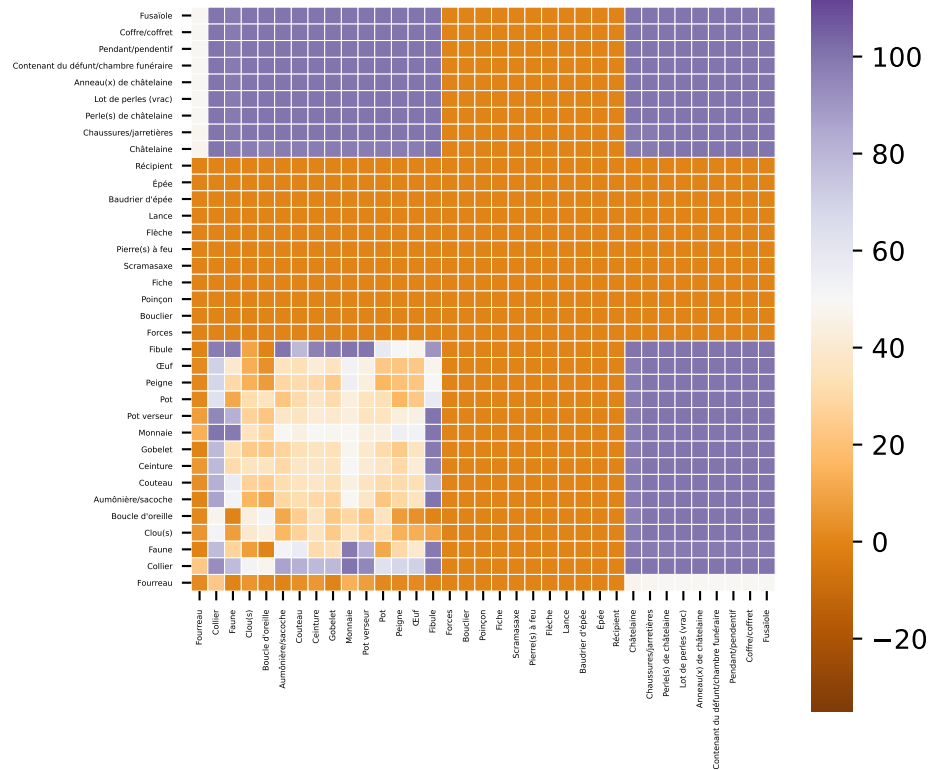 Fusaïole
Coffre/coffret
Pendant/pendentif
Contenant du défunt/chambre funéraire
Anneau(x) de châtelaine
Lot de perles (vrac)
Perle(s) de châtelaine
Chaussures/jarretières
Châtelaine
Récipient
Épée
Baudrier d'épée
Lance
Flèche
Pierre(s) à feu
Scramasaxe
Fiche
Poinçon
Bouclier
Forces
Fibule
Œuf
Peigne
Pot
Pot verseur
Monnaie
Gobelet
Ceinture
Couteau
Aumônière/sacoche
Boucle d'oreille
Clou(s)
Faune
Collier
Fourreau
Fourreau
Collier
Faune
Clou(s)
Boucle d'oreille
Aumônière/sacoche
Couteau
Ceinture
Gobelet
Monnaie
Pot verseur
Pot
Peigne
Œuf
Fibule
Forces
Bouclier
Poinçon
Fiche
Scramasaxe
Pierre(s) à feu
Flèche
Lance
Baudrier d'épée
Épée
Récipient
Châtelaine
Chaussures/jarretières
Perle(s) de châtelaine
Lot de perles (vrac)
Anneau(x) de châtelaine
Contenant du défunt/chambre funéraire
Pendant/pendentif
Coffre/coffret
Fusaïole
100
80
60
40
20
0
−20